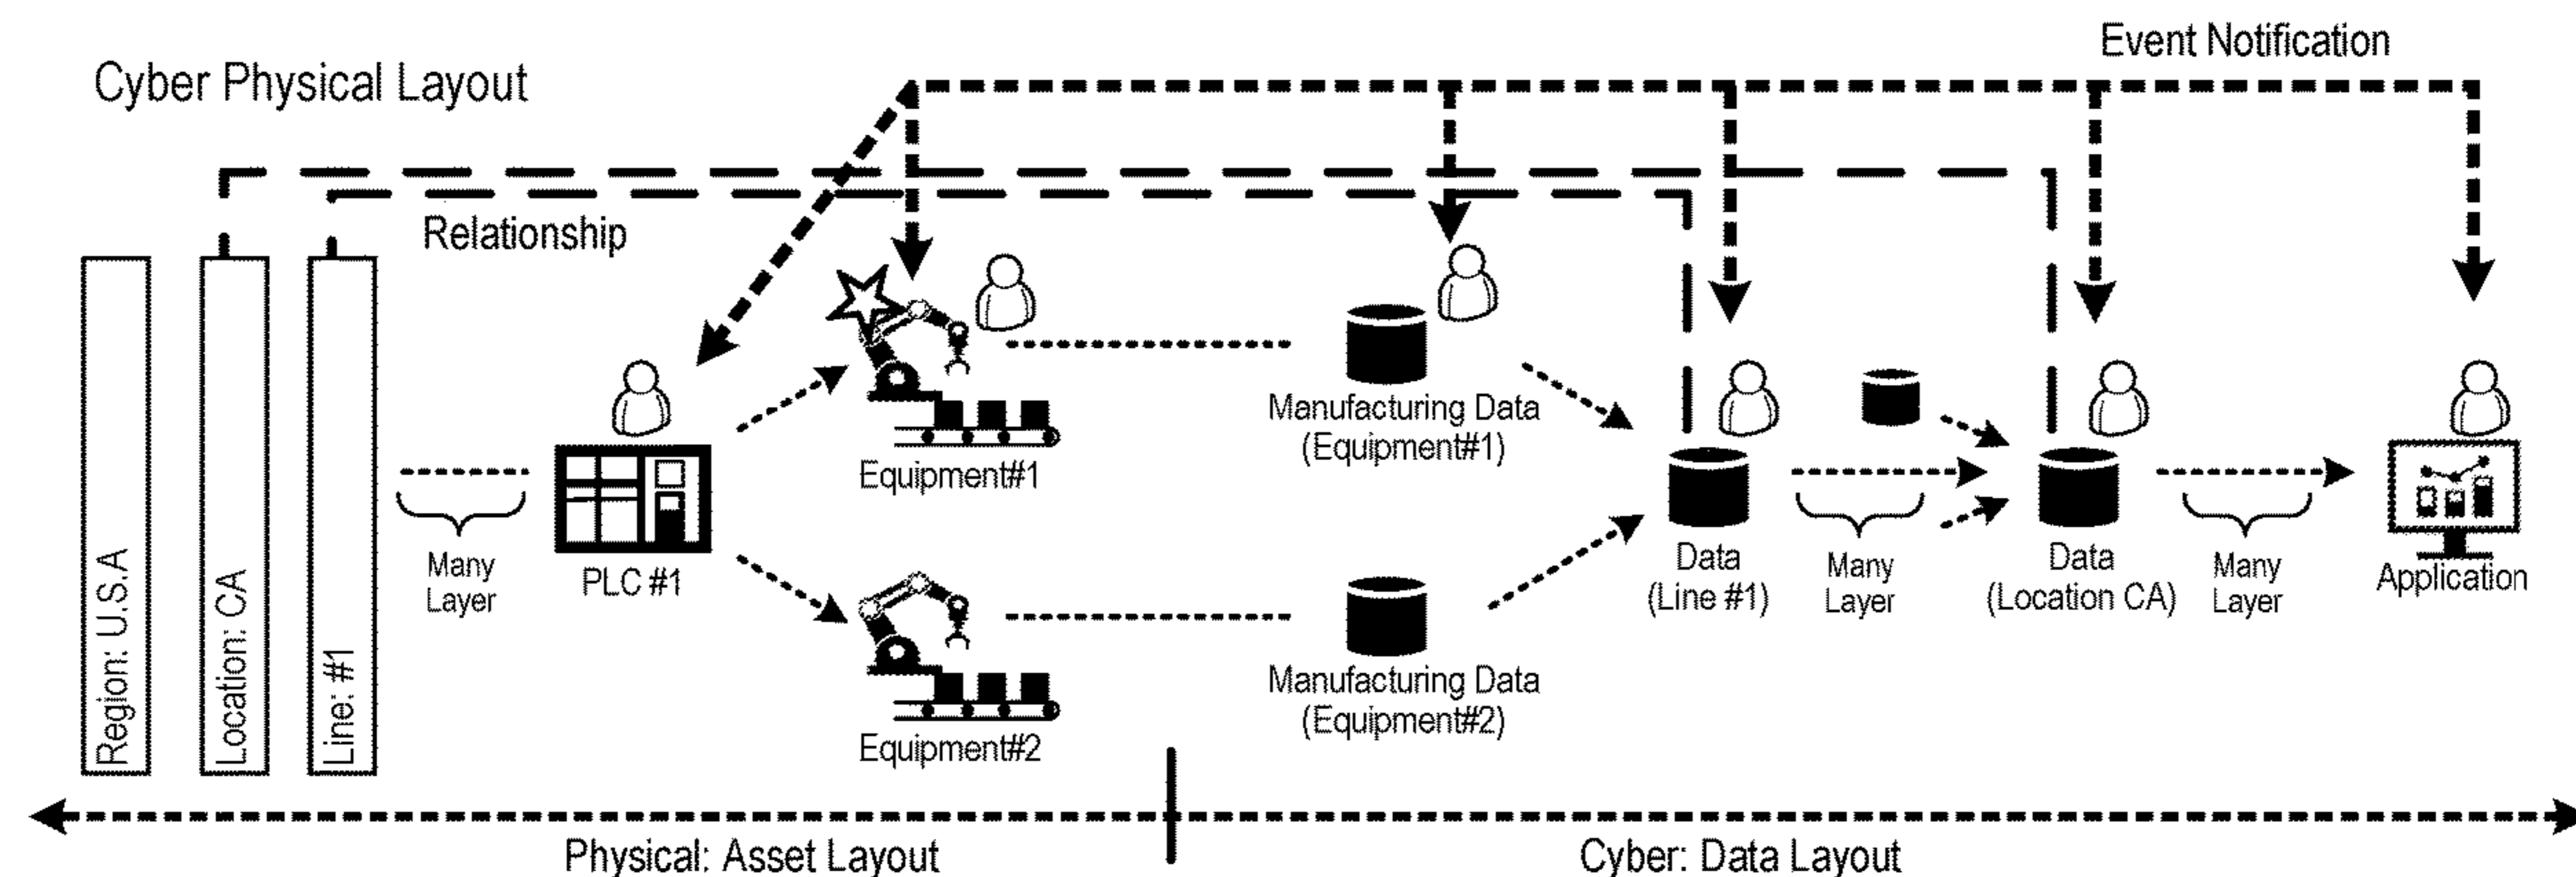 Event Notification
Cyber Physical Layout
Relationship
Region: U.S.A
Location: CA
Line: #1
Many
Layer
PLC #1
Equipment#1
Equipment#2
Manufacturing Data
(Equipment#1)
Manufacturing Data
(Equipment#2)
Data
(Line #1)
Many
Layer
Data
(Location CA)
Many
Layer
Application
Physical: Asset Layout
Cyber: Data Layout